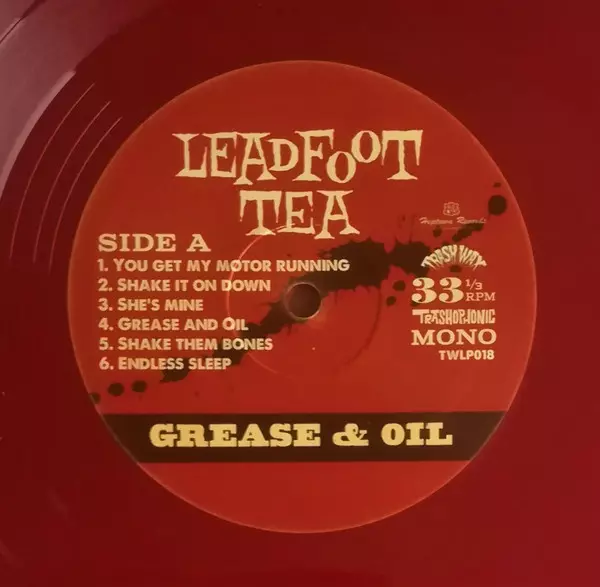 LEADFOOT
TEA
Heptown Records
SIDE A
1. YOU GET MY MOTOR RUNNING
2. SHAKE IT ON DOWN
3. SHE'S MINE
4. GREASE AND OIL
5. SHAKE THEM BONES
6. ENDLESS SLEEP
TRASH WAX
33 1/3 RPM
TRASHOPHONIC
MONO
TWLP018
GREASE & OIL